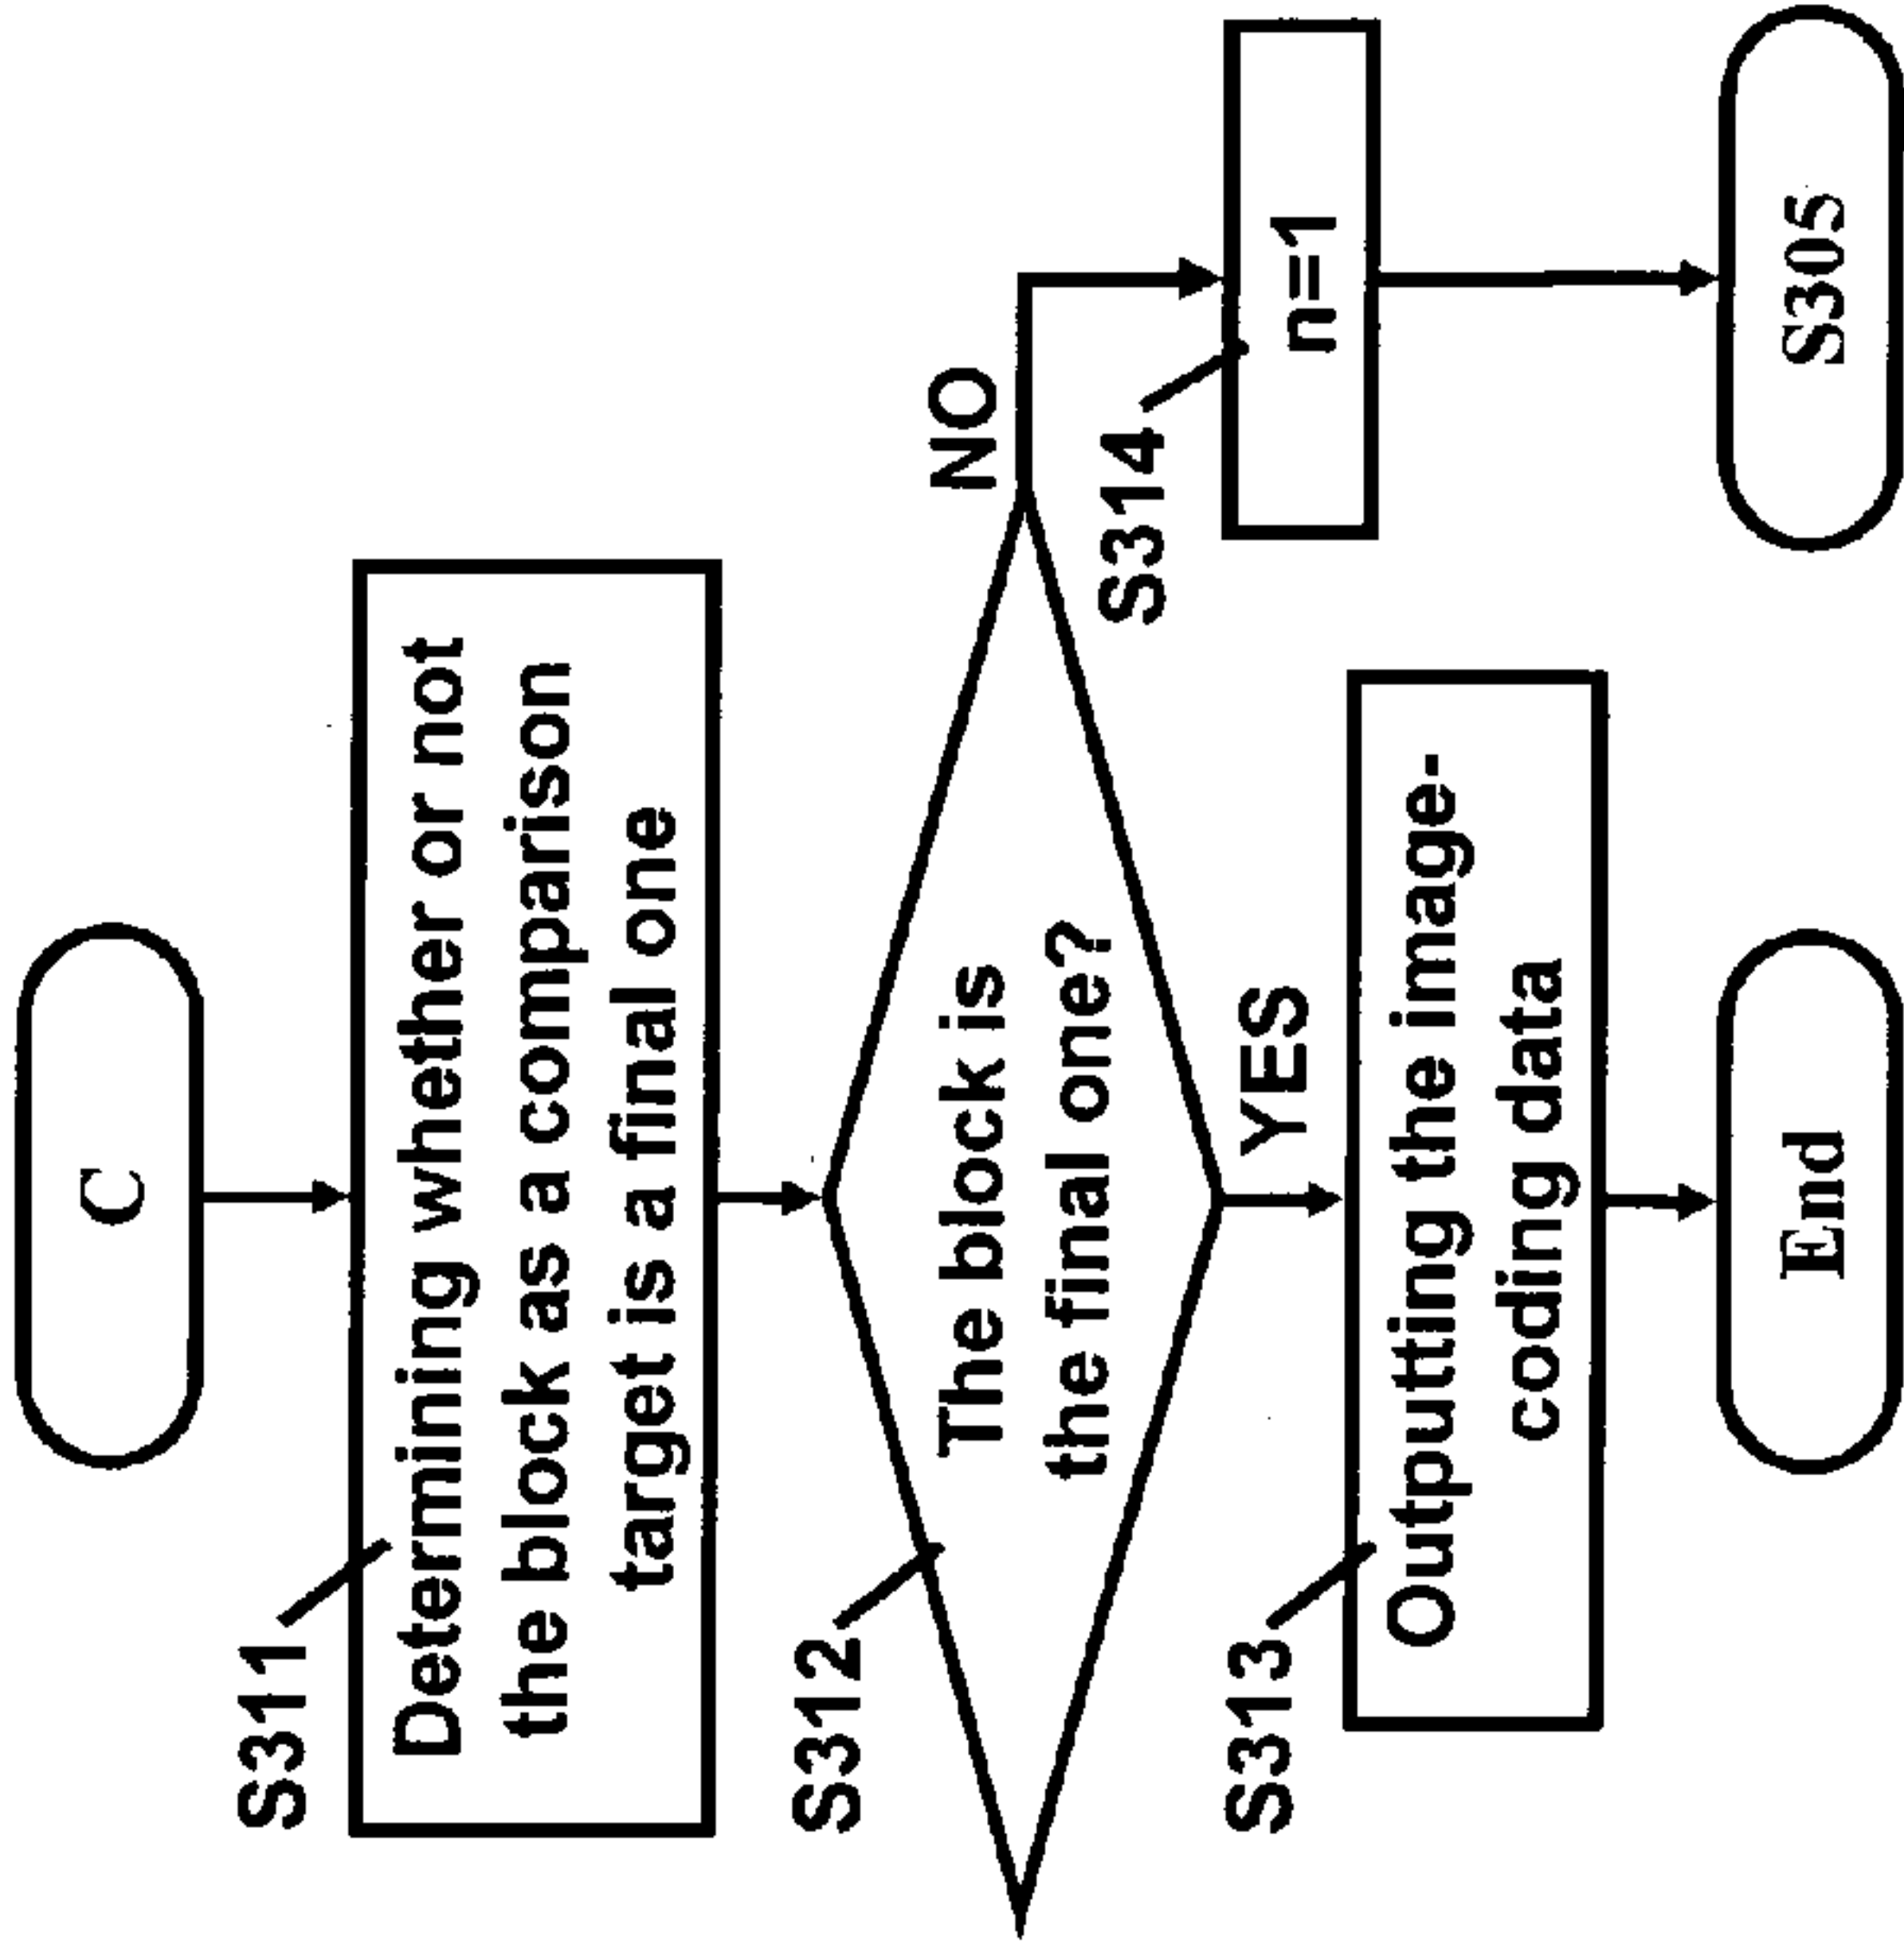 C
S311
Determining whether or not
the block as a comparison
target is a final one
S312
The block is
the final one?
NO
YES
S313
Outputting the image-
coding data
S314
n=1
End
S305